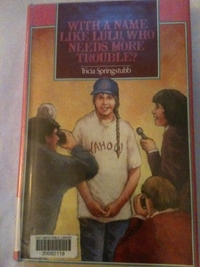 WITH A NAME
LIKE LULU, WHO
NEEDS MORE
TROUBLE?
Tricia Springstubb
YAHOO!